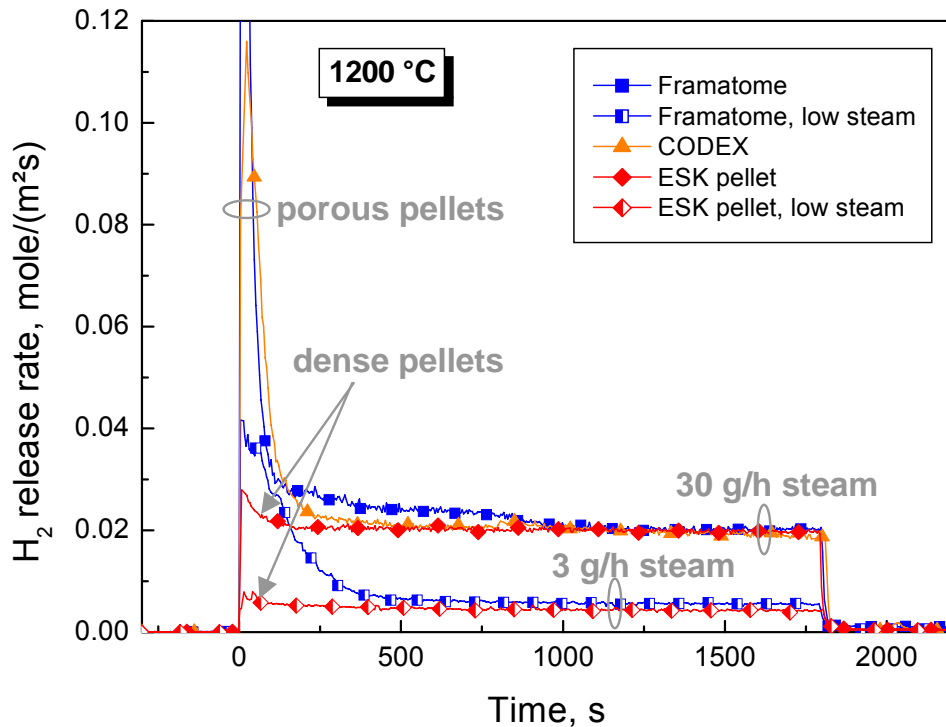 0.12
0.10
0.08
0.06
0.04
0.02
0.00
H₂ release rate, mole/(m²s)
1200 °C
Framatome
Framatome, low steam
CODEX
ESK pellet
ESK pellet, low steam
porous pellets
dense pellets
30 g/h steam
3 g/h steam
0 500 1000 1500 2000
Time, s